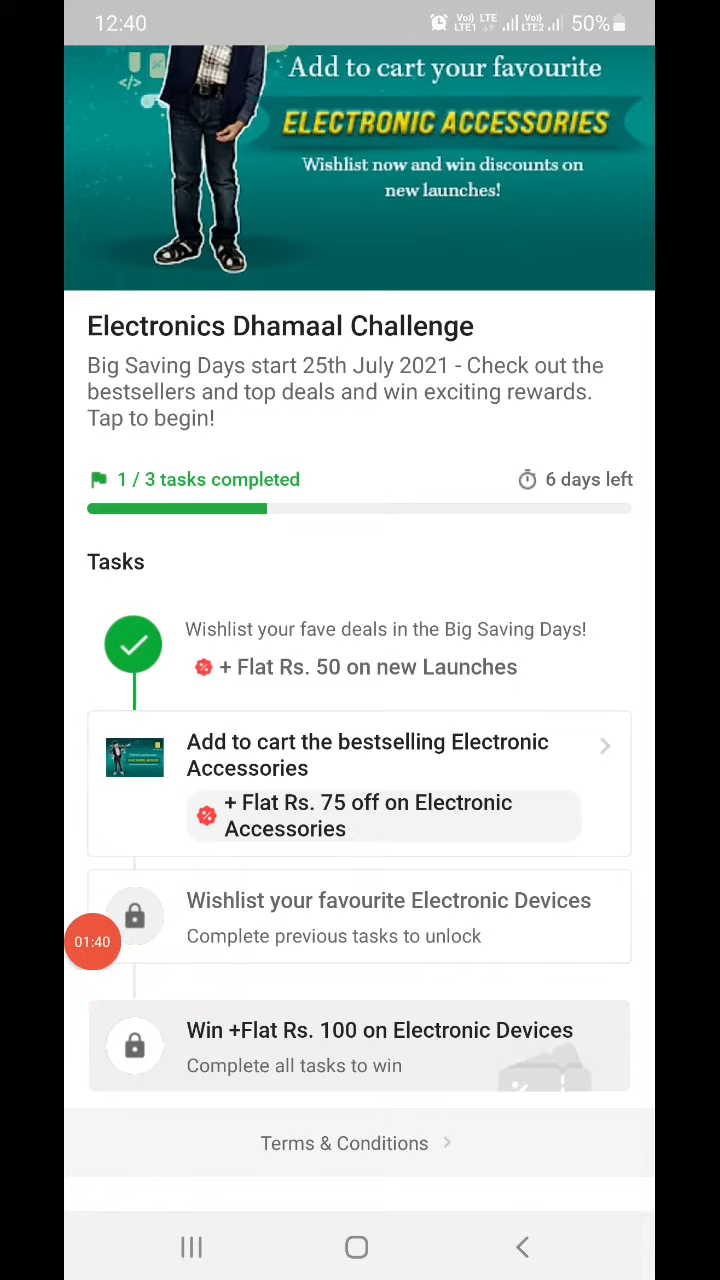 12:40
Vo) LTE
LTE1
Vo)
LTE2
50%
Add to cart your favourite
ELECTRONIC ACCESSORIES
Wishlist now and win discounts on
new launches!
Electronics Dhamaal Challenge
Big Saving Days start 25th July 2021 - Check out the
bestsellers and top deals and win exciting rewards.
Tap to begin!
1 / 3 tasks completed
6 days left
Tasks
Wishlist your fave deals in the Big Saving Days!
+ Flat Rs. 50 on new Launches
Add to cart the bestselling Electronic
Accessories
+ Flat Rs. 75 off on Electronic
Accessories
Wishlist your favourite Electronic Devices
Complete previous tasks to unlock
01:40
Win +Flat Rs. 100 on Electronic Devices
Complete all tasks to win
Terms & Conditions